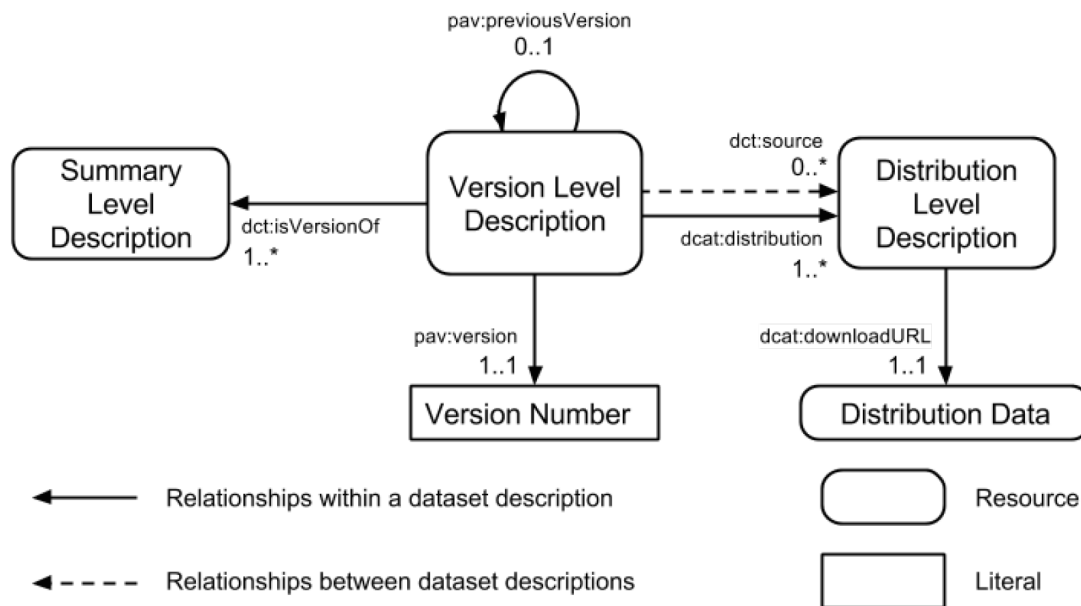 pav:previousVersion
0..1
Summary
Level
Description
dct:isVersionOf
1..*
Version Level
Description
dct:source
0..*
dcat:distribution
1..*
Distribution
Level
Description
pav:version
1..1
dcat:downloadURL
1..1
Version Number
Distribution Data
Relationships within a dataset description
Resource
Relationships between dataset descriptions
Literal